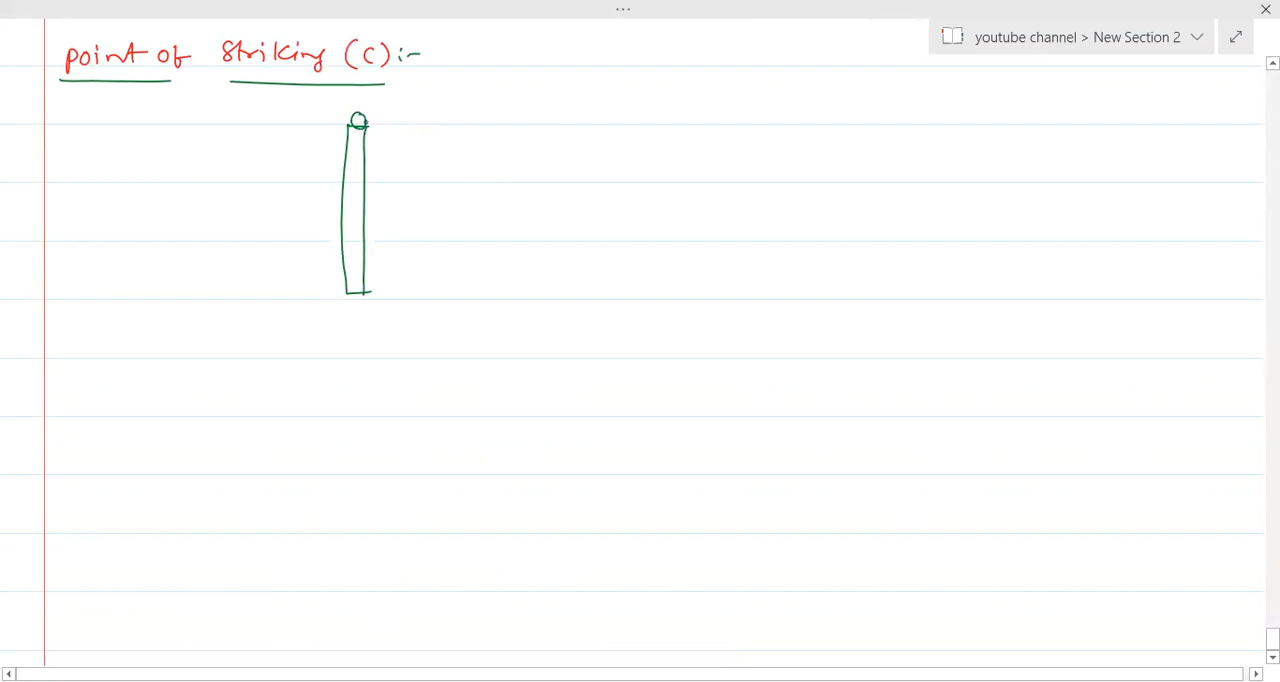 youtube channel > New Section 2
point of Striking (C) :-